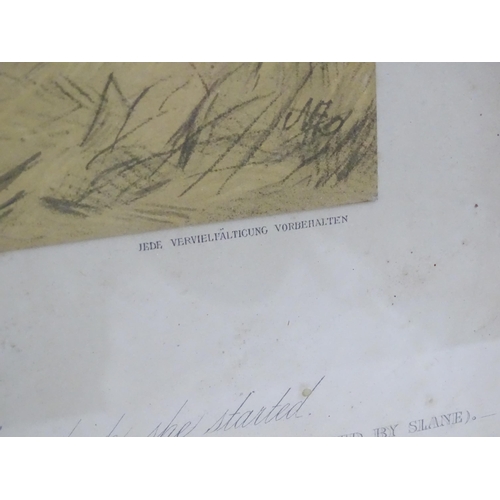 JEDE VERVIELFÄLTIGUNG VORBEHALTEN
she started.
BY SLANE).—